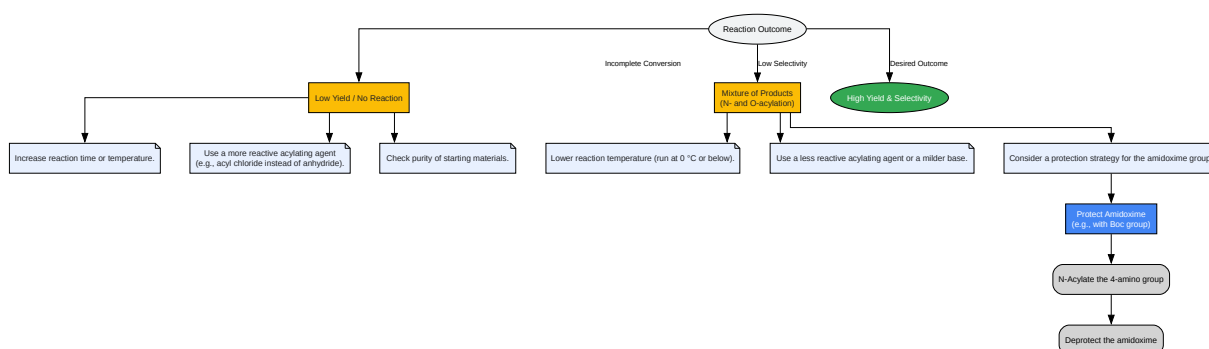 Reaction Outcome
Incomplete Conversion
Low Selectivity
Desired Outcome
Low Yield / No Reaction
Mixture of Products
(N- and O-acylation)
High Yield & Selectivity
Increase reaction time or temperature.
Use a more reactive acylating agent
(e.g., acyl chloride instead of anhydride).
Check purity of starting materials.
Lower reaction temperature (run at 0 °C or below).
Use a less reactive acylating agent or a milder base.
Consider a protection strategy for the amidoxime group
Protect Amidoxime
(e.g., with Boc group)
N-Acylate the 4-amino group
Deprotect the amidoxime